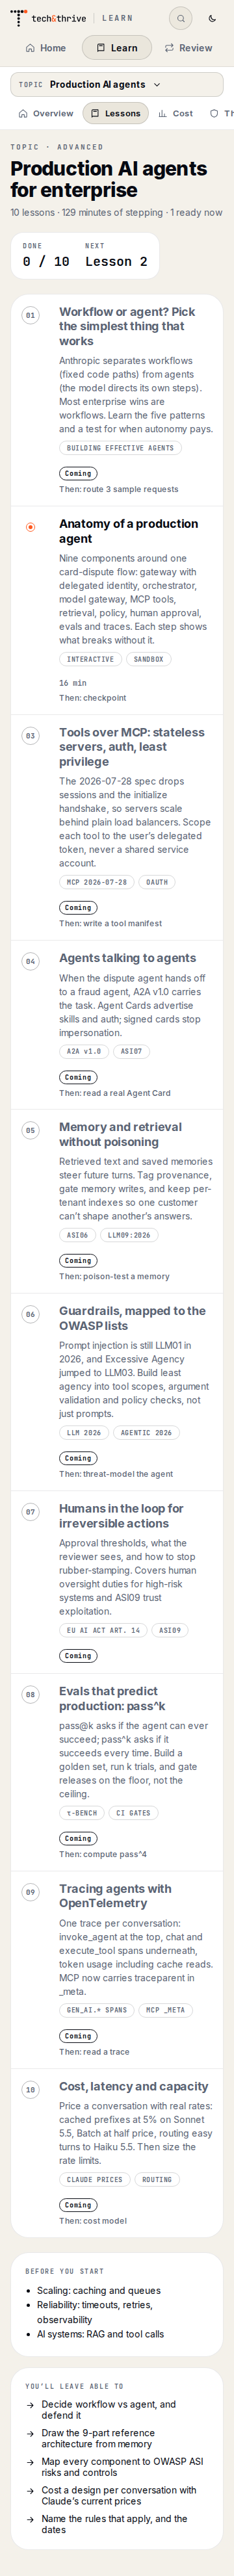 tech&thrive LEARN
Home Learn Review
TOPIC Production AI agents
Overview Lessons Cost Th
TOPIC · ADVANCED
Production AI agents
for enterprise
10 lessons · 129 minutes of stepping · 1 ready now
DONE NEXT
0 / 10 Lesson 2
01 Workflow or agent? Pick
the simplest thing that
works
Anthropic separates workflows
(fixed code paths) from agents
(the model directs its own steps).
Most enterprise wins are
workflows. Learn the five patterns
and a test for when autonomy pays.
BUILDING EFFECTIVE AGENTS
Coming
Then: route 3 sample requests
Anatomy of a production
agent
Nine components around one
card-dispute flow: gateway with
delegated identity, orchestrator,
model gateway, MCP tools,
retrieval, policy, human approval,
evals and traces. Each step shows
what breaks without it.
INTERACTIVE SANDBOX
16 min
Then: checkpoint
03 Tools over MCP: stateless
servers, auth, least
privilege
The 2026-07-28 spec drops
sessions and the initialize
handshake, so servers scale
behind plain load balancers. Scope
each tool to the user's delegated
token, never a shared service
account.
MCP 2026-07-28 OAUTH
Coming
Then: write a tool manifest
04 Agents talking to agents
When the dispute agent hands off
to a fraud agent, A2A v1.0 carries
the task. Agent Cards advertise
skills and auth; signed cards stop
impersonation.
A2A v1.0 ASI07
Coming
Then: read a real Agent Card
05 Memory and retrieval
without poisoning
Retrieved text and saved memories
steer future turns. Tag provenance,
gate memory writes, and keep per-
tenant indexes so one customer
can't shape another's answers.
ASI06 LLM09:2026
Coming
Then: poison-test a memory
06 Guardrails, mapped to the
OWASP lists
Prompt injection is still LLM01 in
2026, and Excessive Agency
jumped to LLM03. Build least
agency into tool scopes, argument
validation and policy checks, not
just prompts.
LLM 2026 AGENTIC 2026
Coming
Then: threat-model the agent
07 Humans in the loop for
irreversible actions
Approval thresholds, what the
reviewer sees, and how to stop
rubber-stamping. Covers human
oversight duties for high-risk
systems and ASI09 trust
exploitation.
EU AI ACT ART. 14 ASI09
Coming
08 Evals that predict
production: pass^k
pass@k asks if the agent can ever
succeed; pass^k asks if it
succeeds every time. Build a
golden set, run k trials, and gate
releases on the floor, not the
ceiling.
τ-BENCH CI GATES
Coming
Then: compute pass^4
09 Tracing agents with
OpenTelemetry
One trace per conversation:
invoke_agent at the top, chat and
execute_tool spans underneath,
token usage including cache reads.
MCP now carries traceparent in
_meta.
GEN_AI.* SPANS MCP _META
Coming
Then: read a trace
10 Cost, latency and capacity
Price a conversation with real rates:
cached prefixes at 5% on Sonnet
5.5, Batch at half price, routing easy
turns to Haiku 5.5. Then size the
rate limits.
CLAUDE PRICES ROUTING
Coming
Then: cost model
BEFORE YOU START
• Scaling: caching and queues
• Reliability: timeouts, retries,
observability
• AI systems: RAG and tool calls
YOU'LL LEAVE ABLE TO
→ Decide workflow vs agent, and
defend it
→ Draw the 9-part reference
architecture from memory
→ Map every component to OWASP ASI
risks and controls
→ Cost a design per conversation with
Claude's current prices
→ Name the rules that apply, and the
dates